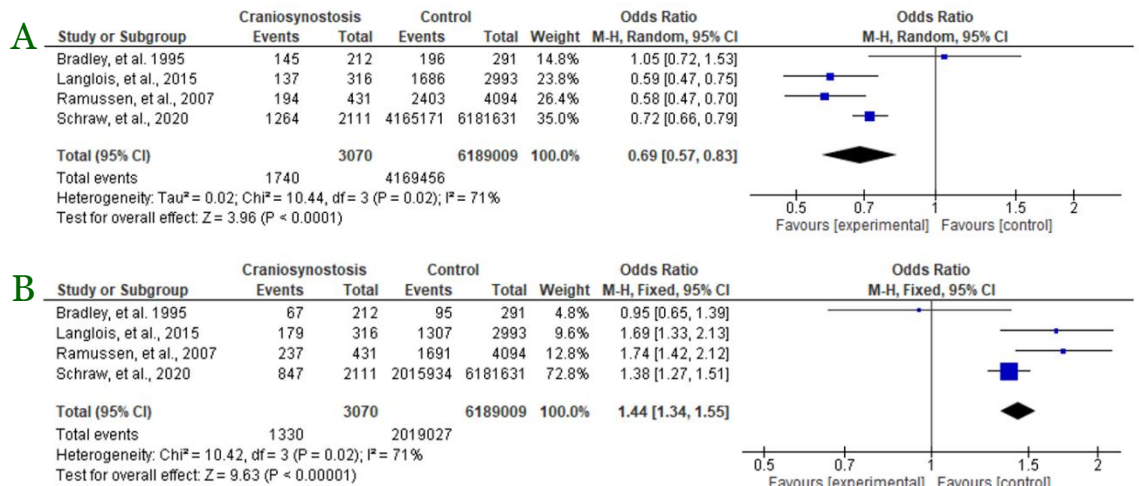 A
Craniosynostosis Control Odds Ratio Odds Ratio
Study or Subgroup Events Total Events Total Weight M-H, Random, 95% CI M-H, Random, 95% CI
Bradley, et al. 1995 145 212 196 291 14.8% 1.05 [0.72, 1.53]
Langlois, et al., 2015 137 316 1686 2993 23.8% 0.59 [0.47, 0.75]
Ramussen, et al., 2007 194 431 2403 4094 26.4% 0.58 [0.47, 0.70]
Schraw, et al., 2020 1264 2111 4165171 6181631 35.0% 0.72 [0.66, 0.79]
Total (95% CI) 3070 6189009 100.0% 0.69 [0.57, 0.83]
Total events 1740 4169456
Heterogeneity: Tau² = 0.02; Chi² = 10.44, df = 3 (P = 0.02); I² = 71%
Test for overall effect: Z = 3.96 (P < 0.0001)
0.5 0.7 1 1.5 2
Favours [experimental] Favours [control]
B
Craniosynostosis Control Odds Ratio Odds Ratio
Study or Subgroup Events Total Events Total Weight M-H, Fixed, 95% CI M-H, Fixed, 95% CI
Bradley, et al. 1995 67 212 95 291 4.8% 0.95 [0.65, 1.39]
Langlois, et al., 2015 179 316 1307 2993 9.6% 1.69 [1.33, 2.13]
Ramussen, et al., 2007 237 431 1691 4094 12.8% 1.74 [1.42, 2.12]
Schraw, et al., 2020 847 2111 2015934 6181631 72.8% 1.38 [1.27, 1.51]
Total (95% CI) 3070 6189009 100.0% 1.44 [1.34, 1.55]
Total events 1330 2019027
Heterogeneity: Chi² = 10.42, df = 3 (P = 0.02); I² = 71%
Test for overall effect: Z = 9.63 (P < 0.00001)
0.5 0.7 1 1.5 2
Favours [experimental] Favours [control]